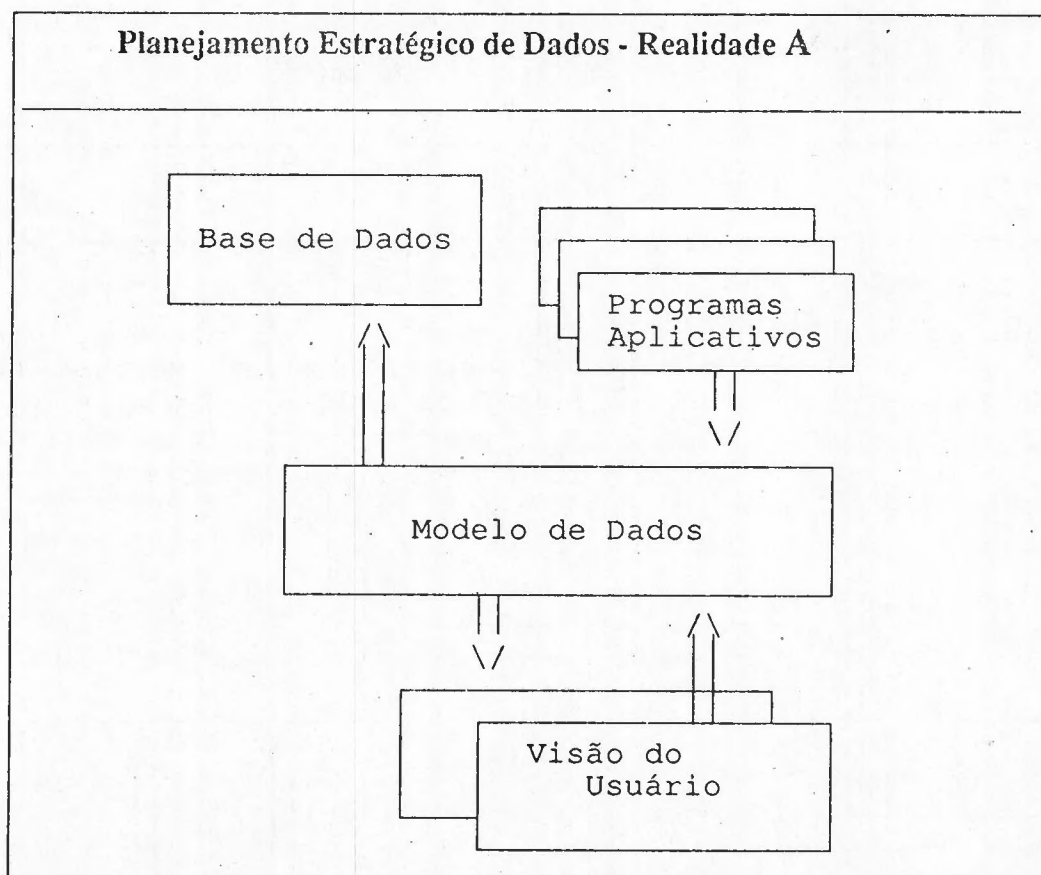 Planejamento Estratégico de Dados - Realidade A
Base de Dados
Programas
Aplicativos
Modelo de Dados
Visão do
Usuário